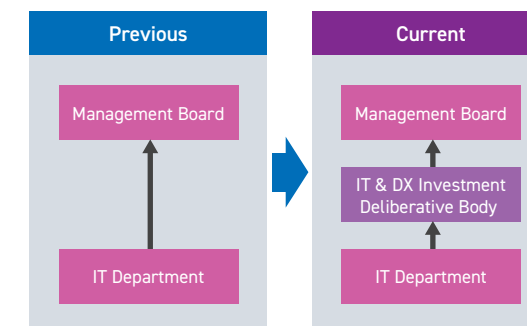 Previous
Management Board
IT Department
Current
Management Board
IT & DX Investment
Deliberative Body
IT Department